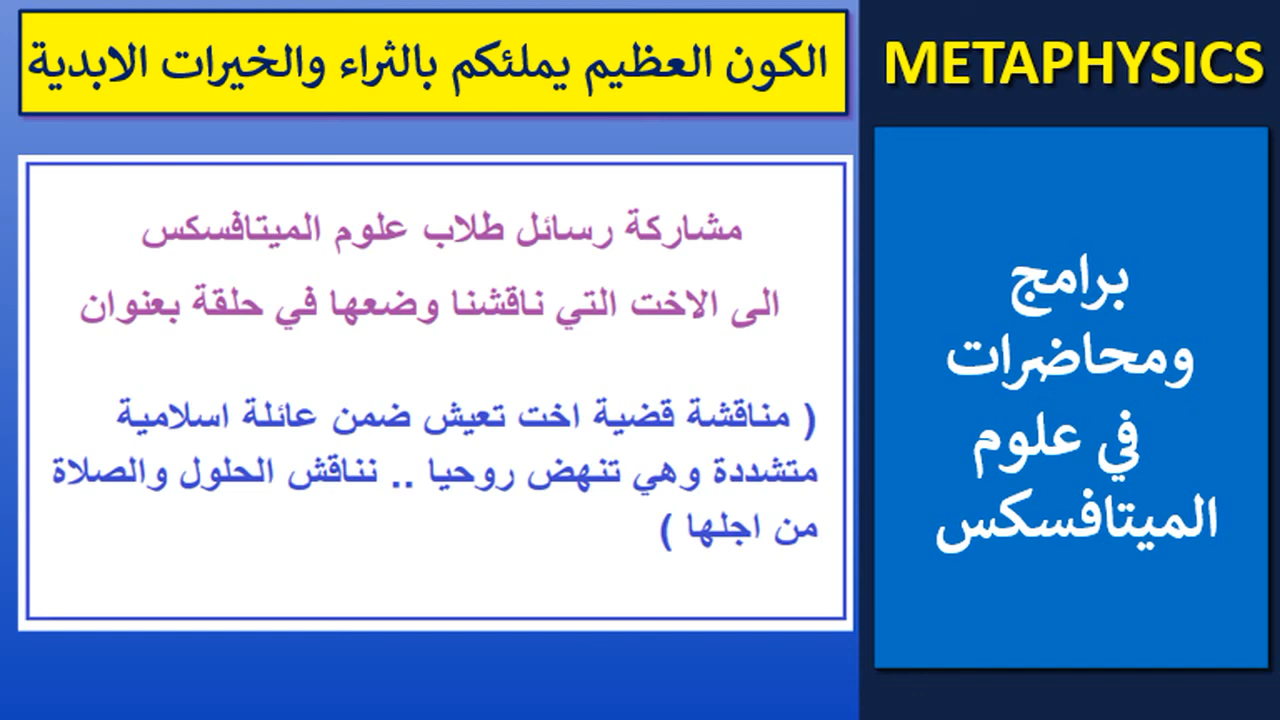 الكون العظيم يملئكم بالثراء والخيرات الابدية
METAPHYSICS
مشاركة رسائل طلاب علوم الميتافسكس
الى الاخت التي ناقشنا وضعها في حلقة بعنوان
( مناقشة قضية اخت تعيش ضمن عائلة اسلامية
متشددة وهي تنهض روحيا .. نناقش الحلول والصلاة
من اجلها )
برامج
ومحاضرات
في علوم
الميتافسكس